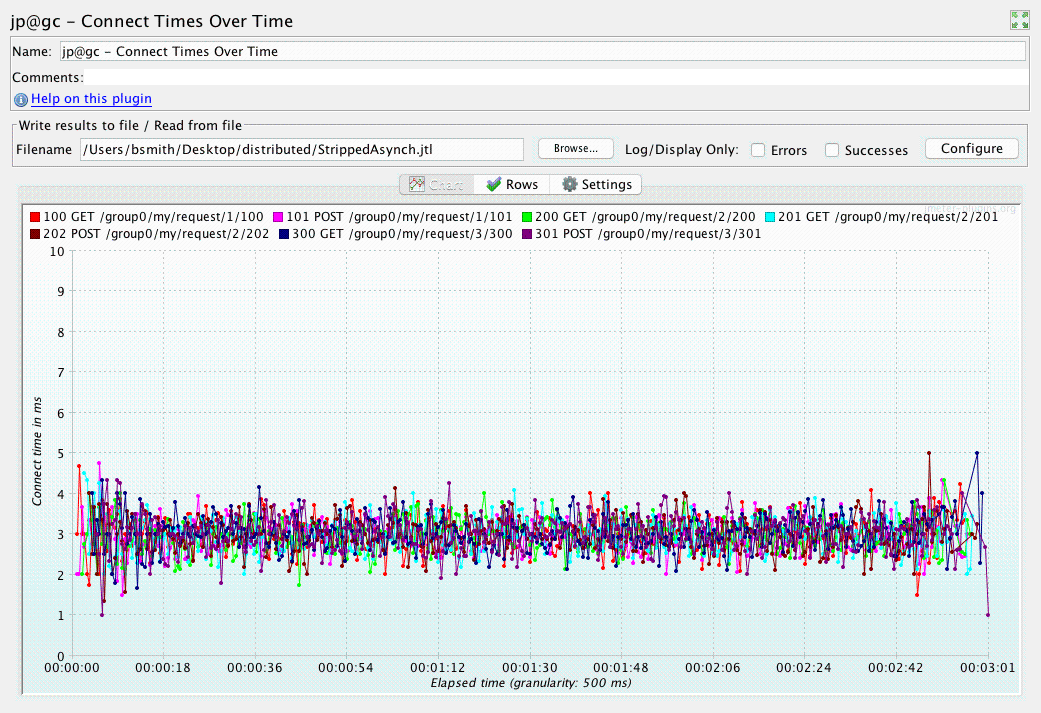 jp@gc - Connect Times Over Time
Name: jp@gc - Connect Times Over Time
Comments:
Help on this plugin
Write results to file / Read from file
Filename /Users/bsmith/Desktop/distributed/StrippedAsynch.jtl Browse... Log/Display Only: Errors Successes Configure
Chart Rows Settings
jmeter-plugins.org
100 GET /group0/my/request/1/100 101 POST /group0/my/request/1/101 200 GET /group0/my/request/2/200 201 GET /group0/my/request/2/201
202 POST /group0/my/request/2/202 300 GET /group0/my/request/3/300 301 POST /group0/my/request/3/301
10
9
8
7
6
5
4
3
2
1
0
Connect time in ms
00:00:00 00:00:18 00:00:36 00:00:54 00:01:12 00:01:30 00:01:48 00:02:06 00:02:24 00:02:42 00:03:01
Elapsed time (granularity: 500 ms)